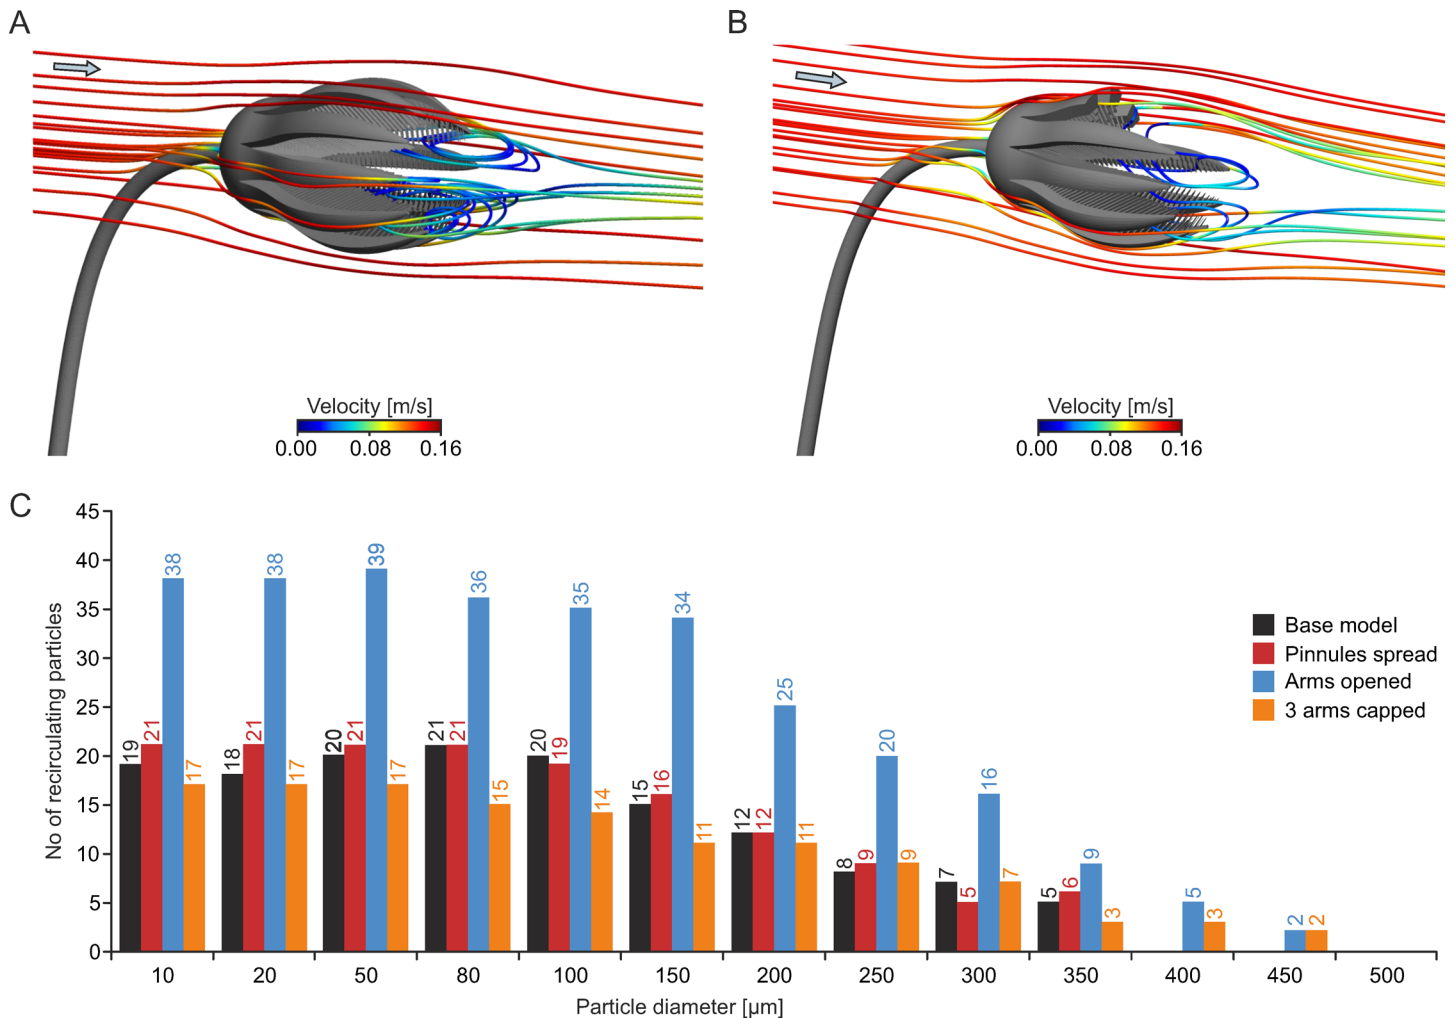 A
B
Velocity [m/s]
0.00 0.08 0.16
Velocity [m/s]
0.00 0.08 0.16
C
No of recirculating particles
45
40
35
30
25
20
15
10
5
0
19 21 38 17
18 21 38 17
20 21 39 17
21 21 36 15
20 19 35 14
15 16 34 11
12 12 25 11
8 9 20 9
7 5 16 7
5 6 9 3
5 3
2 2
Base model
Pinnules spread
Arms opened
3 arms capped
10 20 50 80 100 150 200 250 300 350 400 450 500
Particle diameter [µm]